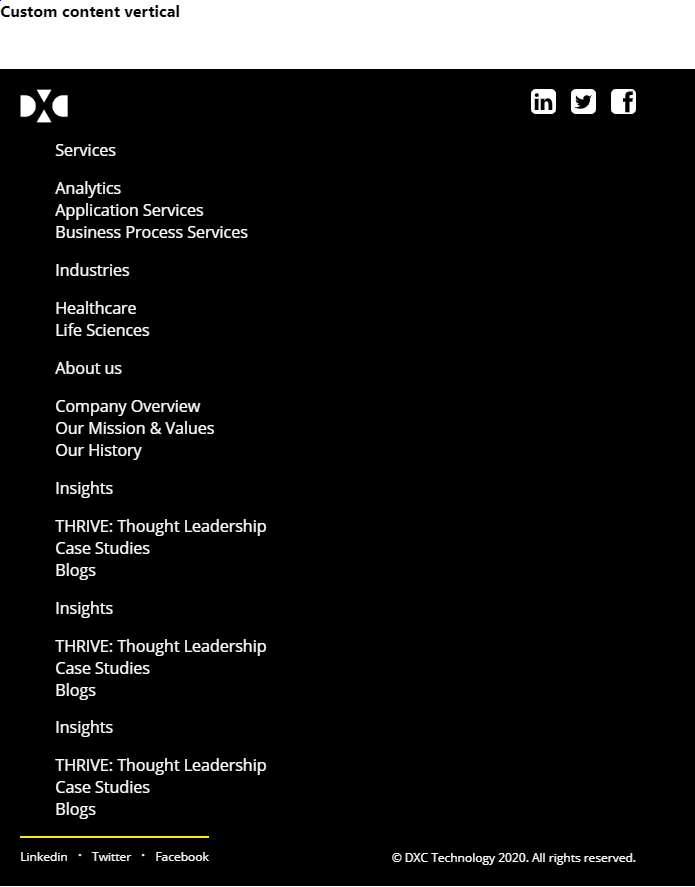 Custom content vertical
DXC
Services
Analytics
Application Services
Business Process Services
Industries
Healthcare
Life Sciences
About us
Company Overview
Our Mission & Values
Our History
Insights
THRIVE: Thought Leadership
Case Studies
Blogs
Insights
THRIVE: Thought Leadership
Case Studies
Blogs
Insights
THRIVE: Thought Leadership
Case Studies
Blogs
Linkedin · Twitter · Facebook
© DXC Technology 2020. All rights reserved.